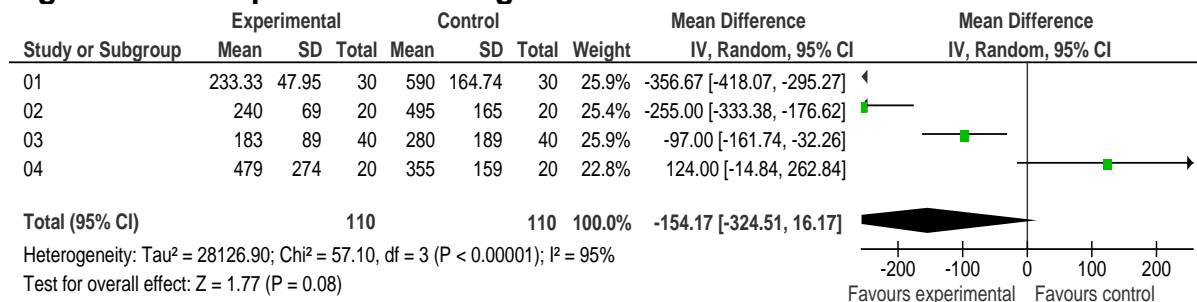 Experimental Control Mean Difference Mean Difference
Study or Subgroup Mean SD Total Mean SD Total Weight IV, Random, 95% CI IV, Random, 95% CI
01 233.33 47.95 30 590 164.74 30 25.9% -356.67 [-418.07, -295.27]
02 240 69 20 495 165 20 25.4% -255.00 [-333.38, -176.62]
03 183 89 40 280 189 40 25.9% -97.00 [-161.74, -32.26]
04 479 274 20 355 159 20 22.8% 124.00 [-14.84, 262.84]
Total (95% CI) 110 110 100.0% -154.17 [-324.51, 16.17]
Heterogeneity: Tau² = 28126.90; Chi² = 57.10, df = 3 (P < 0.00001); I² = 95%
Test for overall effect: Z = 1.77 (P = 0.08)
-200 -100 0 100 200
Favours experimental Favours control